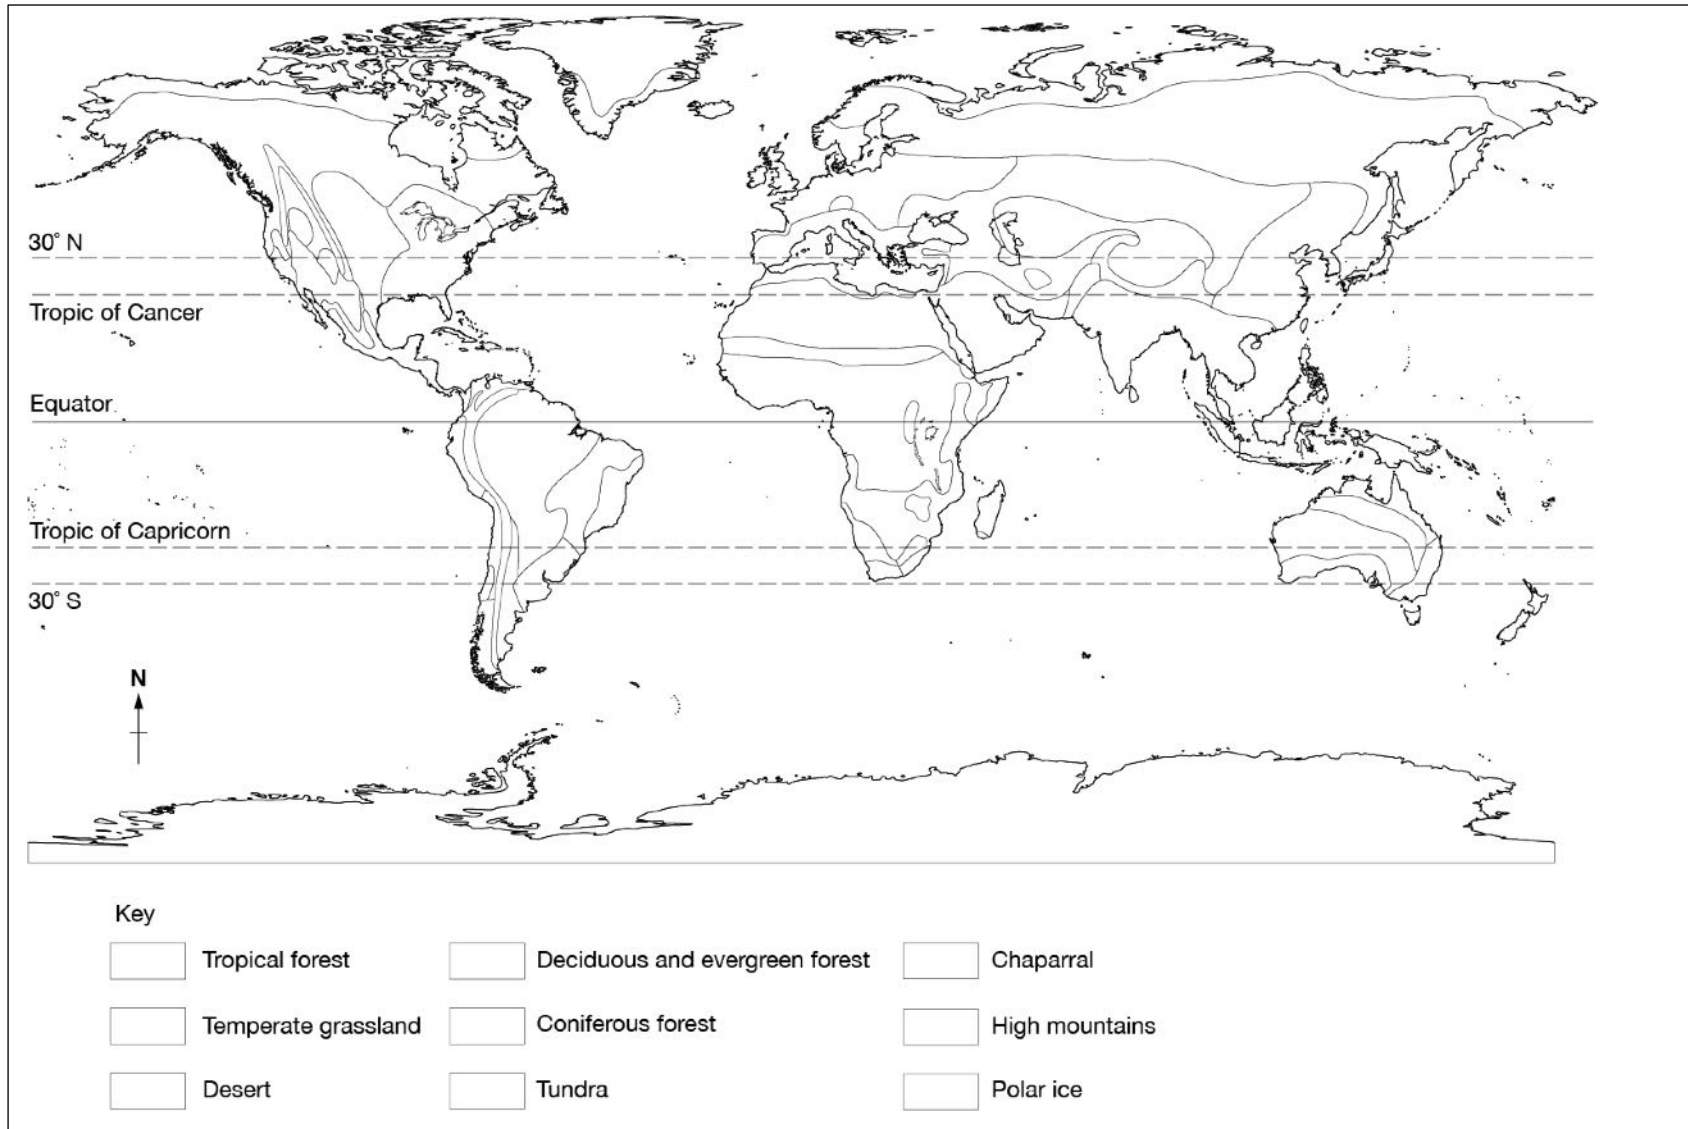 30° N
Tropic of Cancer
Equator
Tropic of Capricorn
30° S
N
Key
Tropical forest
Deciduous and evergreen forest
Chaparral
Temperate grassland
Coniferous forest
High mountains
Desert
Tundra
Polar ice